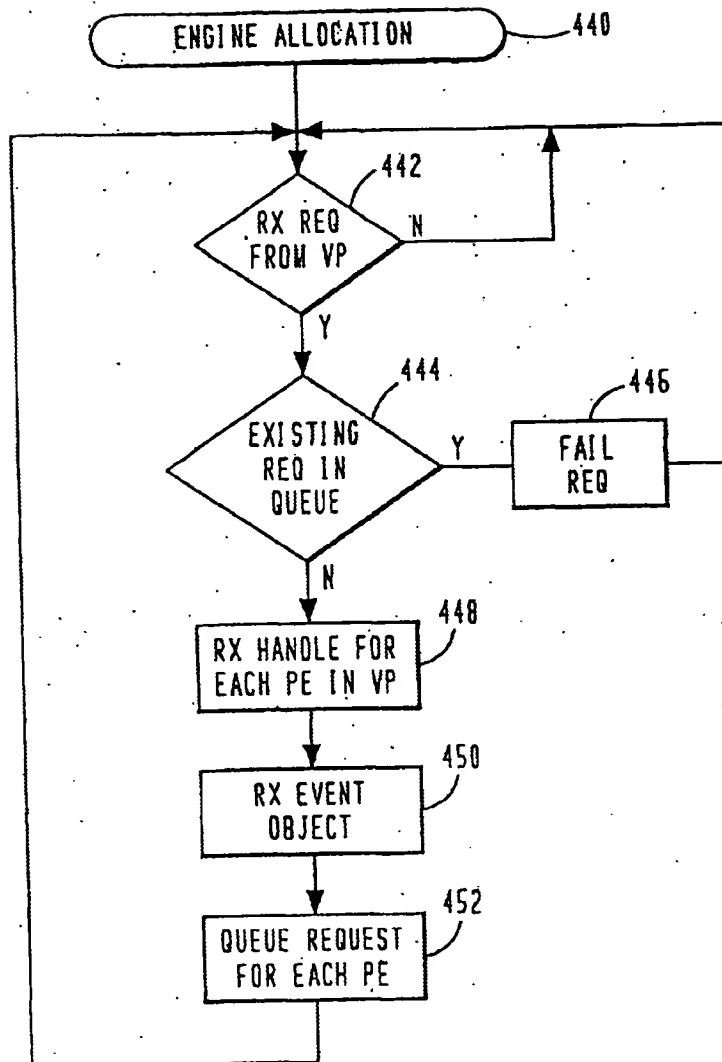 ENGINE ALLOCATION
440
442
RX REQ
FROM VP
N
Y
444
446
EXISTING
REQ IN
QUEUE
Y
FAIL
REQ
N
448
RX HANDLE FOR
EACH PE IN VP
450
RX EVENT
OBJECT
452
QUEUE REQUEST
FOR EACH PE